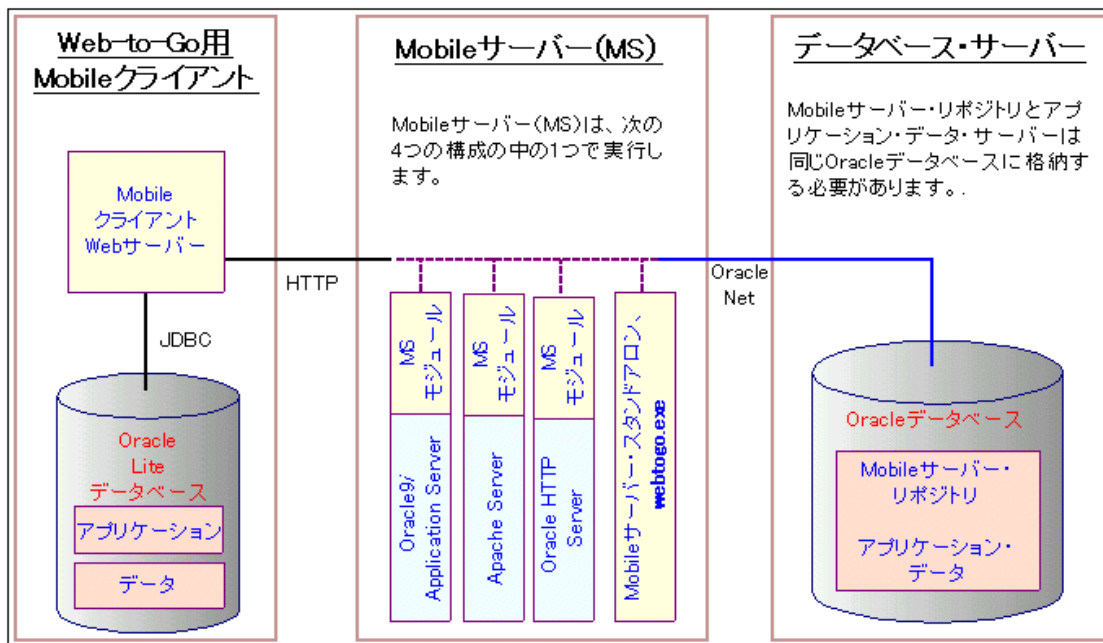 Web-to-Go用
Mobileクライアント
Mobile
クライアント
Webサーバー
HTTP
JDBC
Oracle
Lite
データベース
アプリケーション
データ
Mobileサーバー(MS)
Mobileサーバー(MS)は、次の
4つの構成の中の1つで実行し
ます。
MS
モジュール
Oracle9i/
Application Server
MS
モジュール
Apache Server
MS
モジュール
Oracle HTTP
Server
Mobileサーバー・スタンドアロン、
webtogo.exe
Oracle
Net
データベース・サーバー
Mobileサーバー・リポジトリとアプ
リケーション・データ・サーバーは
同じOracleデータベースに格納す
る必要があります。.
Oracleデータベース
Mobileサーバー・
リポジトリ
アプリケーション・
データ